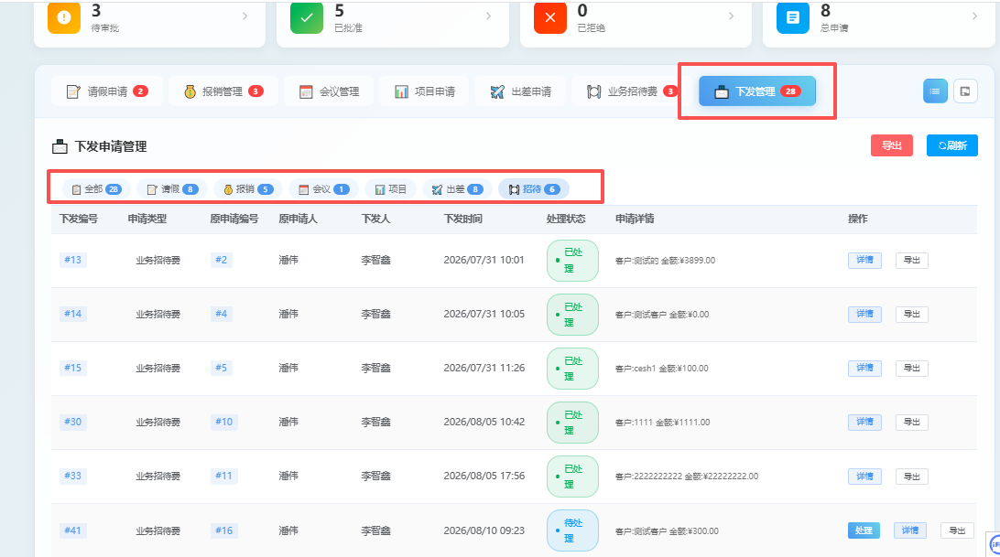 3
待审批
5
已批准
0
已拒绝
8
总申请
请假申请 2
报销管理 3
会议管理
项目申请
出差申请
业务招待费 3
下发管理 28
下发申请管理
导出
刷新
全部 28
请假 8
报销 5
会议 1
项目
出差 8
招待 6
下发编号 申请类型 原申请编号 原申请人 下发人 下发时间 处理状态 申请详情 操作
#13 业务招待费 #2 潘伟 李智鑫 2026/07/31 10:01 已处理 客户:测试的 金额:¥3899.00 详情 导出
#14 业务招待费 #4 潘伟 李智鑫 2026/07/31 10:05 已处理 客户:测试客户 金额:¥0.00 详情 导出
#15 业务招待费 #5 潘伟 李智鑫 2026/07/31 11:26 已处理 客户:cesh1 金额:¥100.00 详情 导出
#30 业务招待费 #10 潘伟 李智鑫 2026/08/05 10:42 已处理 客户:1111 金额:¥1111.00 详情 导出
#33 业务招待费 #11 潘伟 李智鑫 2026/08/05 17:56 已处理 客户:2222222222 金额:¥22222222.00 详情 导出
#41 业务招待费 #16 潘伟 李智鑫 2026/08/10 09:23 待处理 客户:测试客户 金额:¥300.00 处理 详情 导出